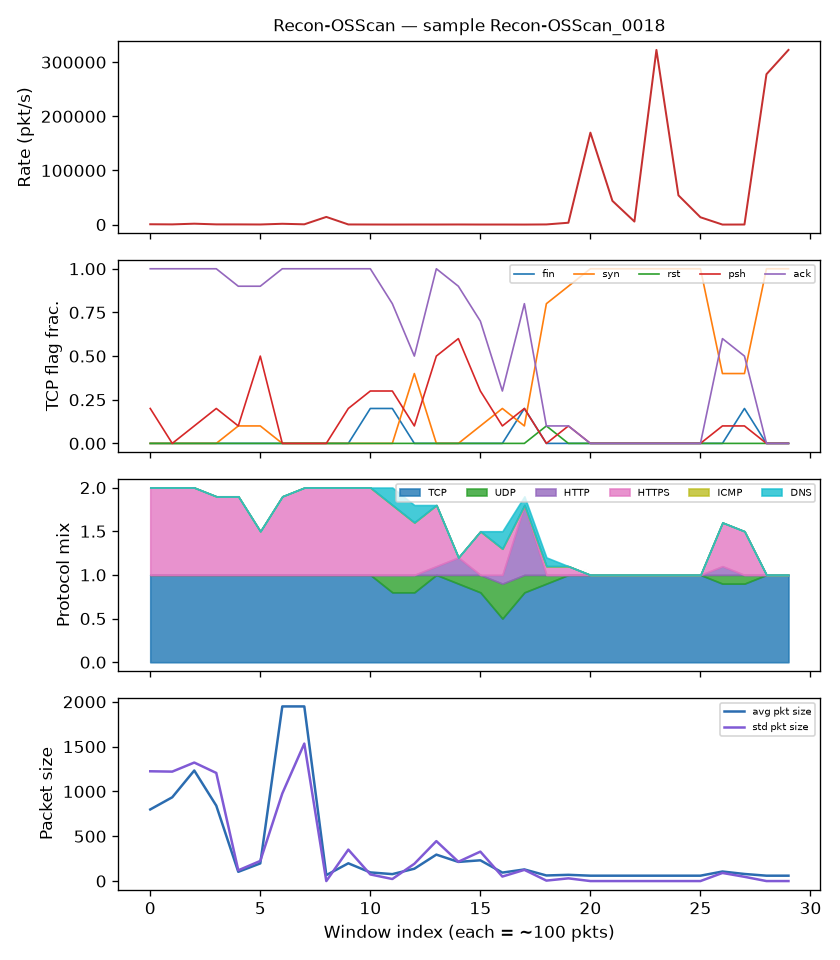 Recon-OSScan — sample Recon-OSScan_0018
Rate (pkt/s)
300000
200000
100000
0
TCP flag frac.
1.00
0.75
0.50
0.25
0.00
fin syn rst psh ack
Protocol mix
2.0
1.5
1.0
0.5
0.0
TCP UDP HTTP HTTPS ICMP DNS
Packet size
2000
1500
1000
500
0
avg pkt size
std pkt size
0 5 10 15 20 25 30
Window index (each = ~100 pkts)